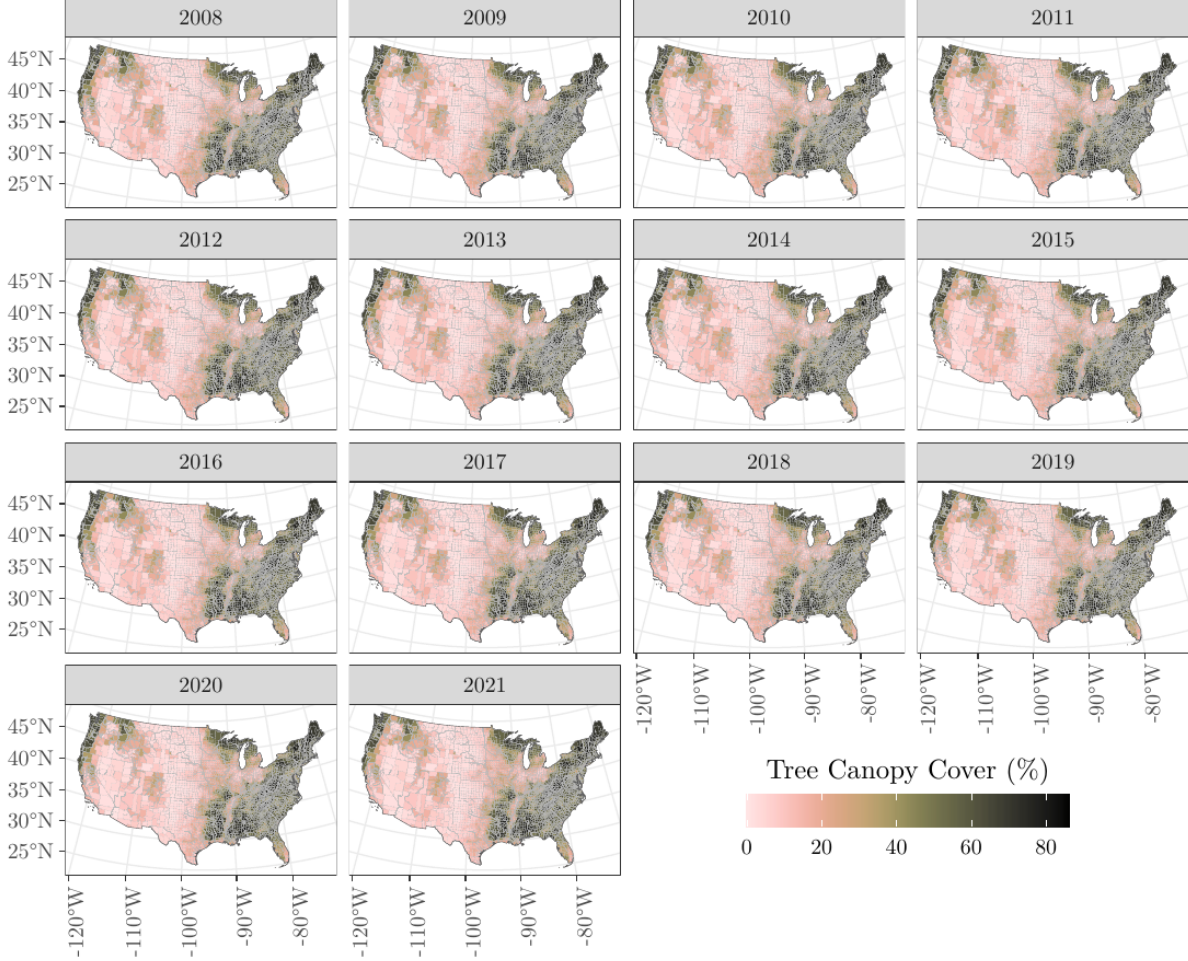 2008 2009 2010 2011
45°N
40°N
35°N
30°N
25°N
2012 2013 2014 2015
45°N
40°N
35°N
30°N
25°N
2016 2017 2018 2019
45°N
40°N
35°N
30°N
25°N
-120°W -110°W -100°W -90°W -80°W -120°W -110°W -100°W -90°W -80°W
2020 2021
45°N
40°N
35°N
30°N
25°N
-120°W -110°W -100°W -90°W -80°W -120°W -110°W -100°W -90°W -80°W
Tree Canopy Cover (%)
0 20 40 60 80